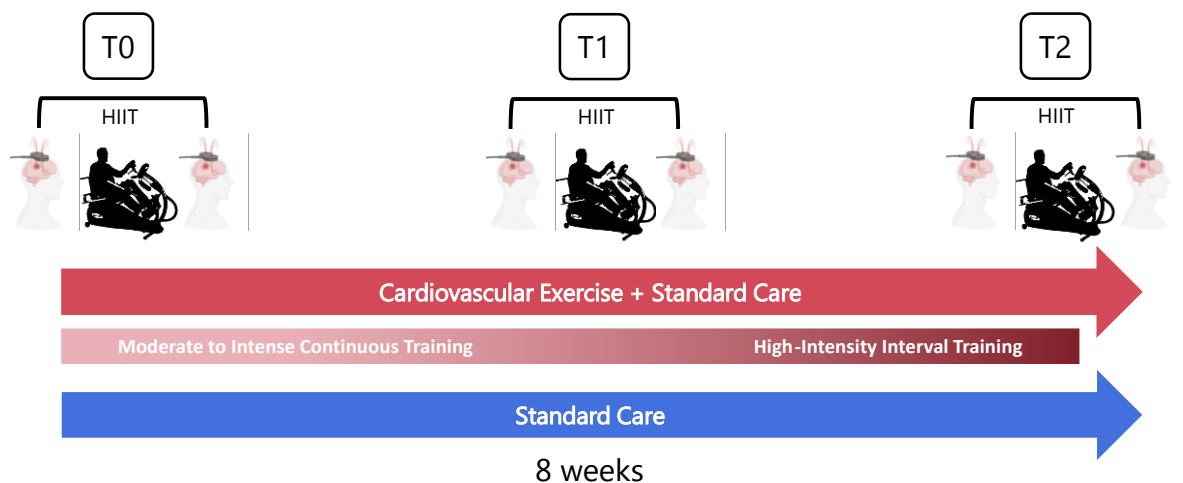 T0
T1
T2
HIIT
HIIT
HIIT
Cardiovascular Exercise + Standard Care
Moderate to Intense Continuous Training
High-Intensity Interval Training
Standard Care
8 weeks